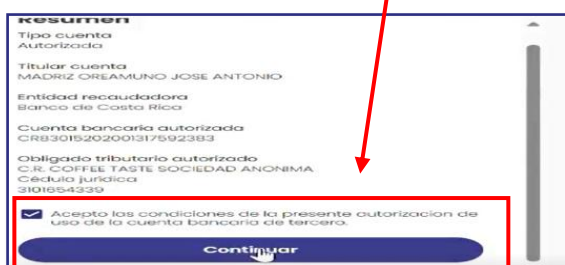 Resumen
Tipo cuenta
Autorizada
Titular cuenta
MADRIZ OREAMUNO JOSE ANTONIO
Entidad recaudadora
Banco de Costa Rica
Cuenta bancaria autorizada
CR83015202001317592383
Obligado tributario autorizado
C.R. COFFEE TASTE SOCIEDAD ANONIMA
Cédula jurídica
3101654339
Acepto las condiciones de la presente autorizacion de
uso de la cuenta bancaria de tercero.
Continuar